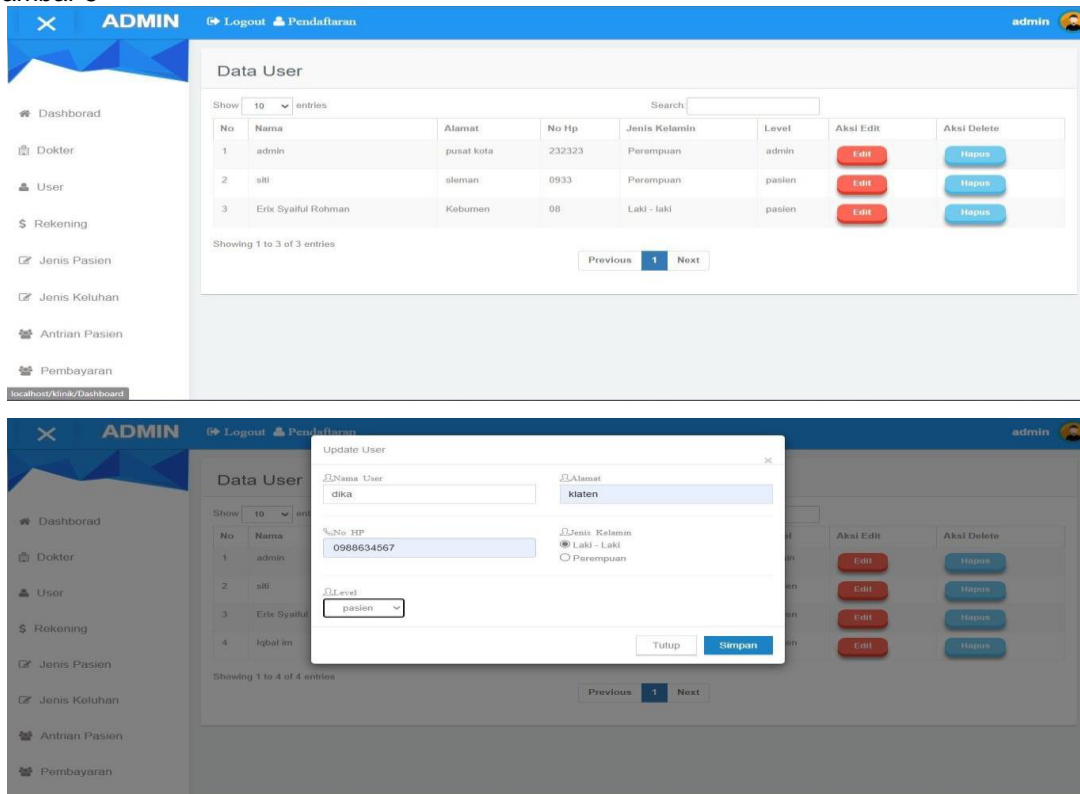 ADMIN Logout Pendaftaran admin
Data User
Show 10 entries Search:
No Nama Alamat No Hp Jenis Kelamin Level Aksi Edit Aksi Delete
1 admin pusat kota 232323 Perempuan admin Edit Hapus
2 siti sleman 0933 Perempuan pasien Edit Hapus
3 Erix Syaiful Rohman Kebumen 08 Laki - laki pasien Edit Hapus
Showing 1 to 3 of 3 entries
Previous 1 Next
Dashborad
Dokter
User
$ Rekening
Jenis Pasien
Jenis Keluhan
Antrian Pasien
Pembayaran
localhost/klinik/Dashboard
ADMIN Logout Pendaftaran admin
Update User
×
Nama User Alamat
dika klaten
No HP Jenis Kelamin
0988634567 Laki - Laki
Perempuan
Level
pasien
Tutup Simpan
Data User
Show 10
No Nama Aksi Edit Aksi Delete
1 admin Edit Hapus
2 siti Edit Hapus
3 Erix Syaiful Edit Hapus
4 Iqbal im Edit Hapus
Showing 1 to 4 of 4 entries
Previous 1 Next
Dashborad
Dokter
User
$ Rekening
Jenis Pasien
Jenis Keluhan
Antrian Pasien
Pembayaran